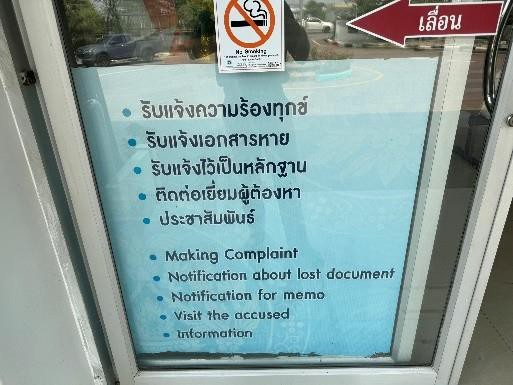 No Smoking
เลื่อน
• รับแจ้งความร้องทุกข์
• รับแจ้งเอกสารหาย
• รับแจ้งไว้เป็นหลักฐาน
• ติดต่อเยี่ยมผู้ต้องหา
• ประชาสัมพันธ์
• Making Complaint
• Notification about lost document
• Notification for memo
• Visit the accused
• Information